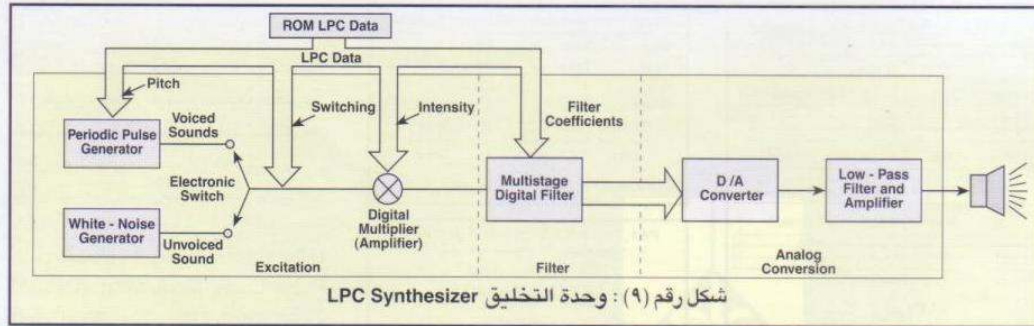 ROM LPC Data
LPC Data
Pitch
Switching
Intensity
Filter
Coefficients
Voiced
Sounds
Periodic Pulse
Generator
Electronic
Switch
White - Noise
Generator
Unvoiced
Sound
Digital
Multiplier
(Amplifier)
Multistage
Digital Filter
D /A
Converter
Low - Pass
Filter and
Amplifier
Excitation
Filter
Analog
Conversion
شكل رقم (٩) : وحدة التخليق LPC Synthesizer